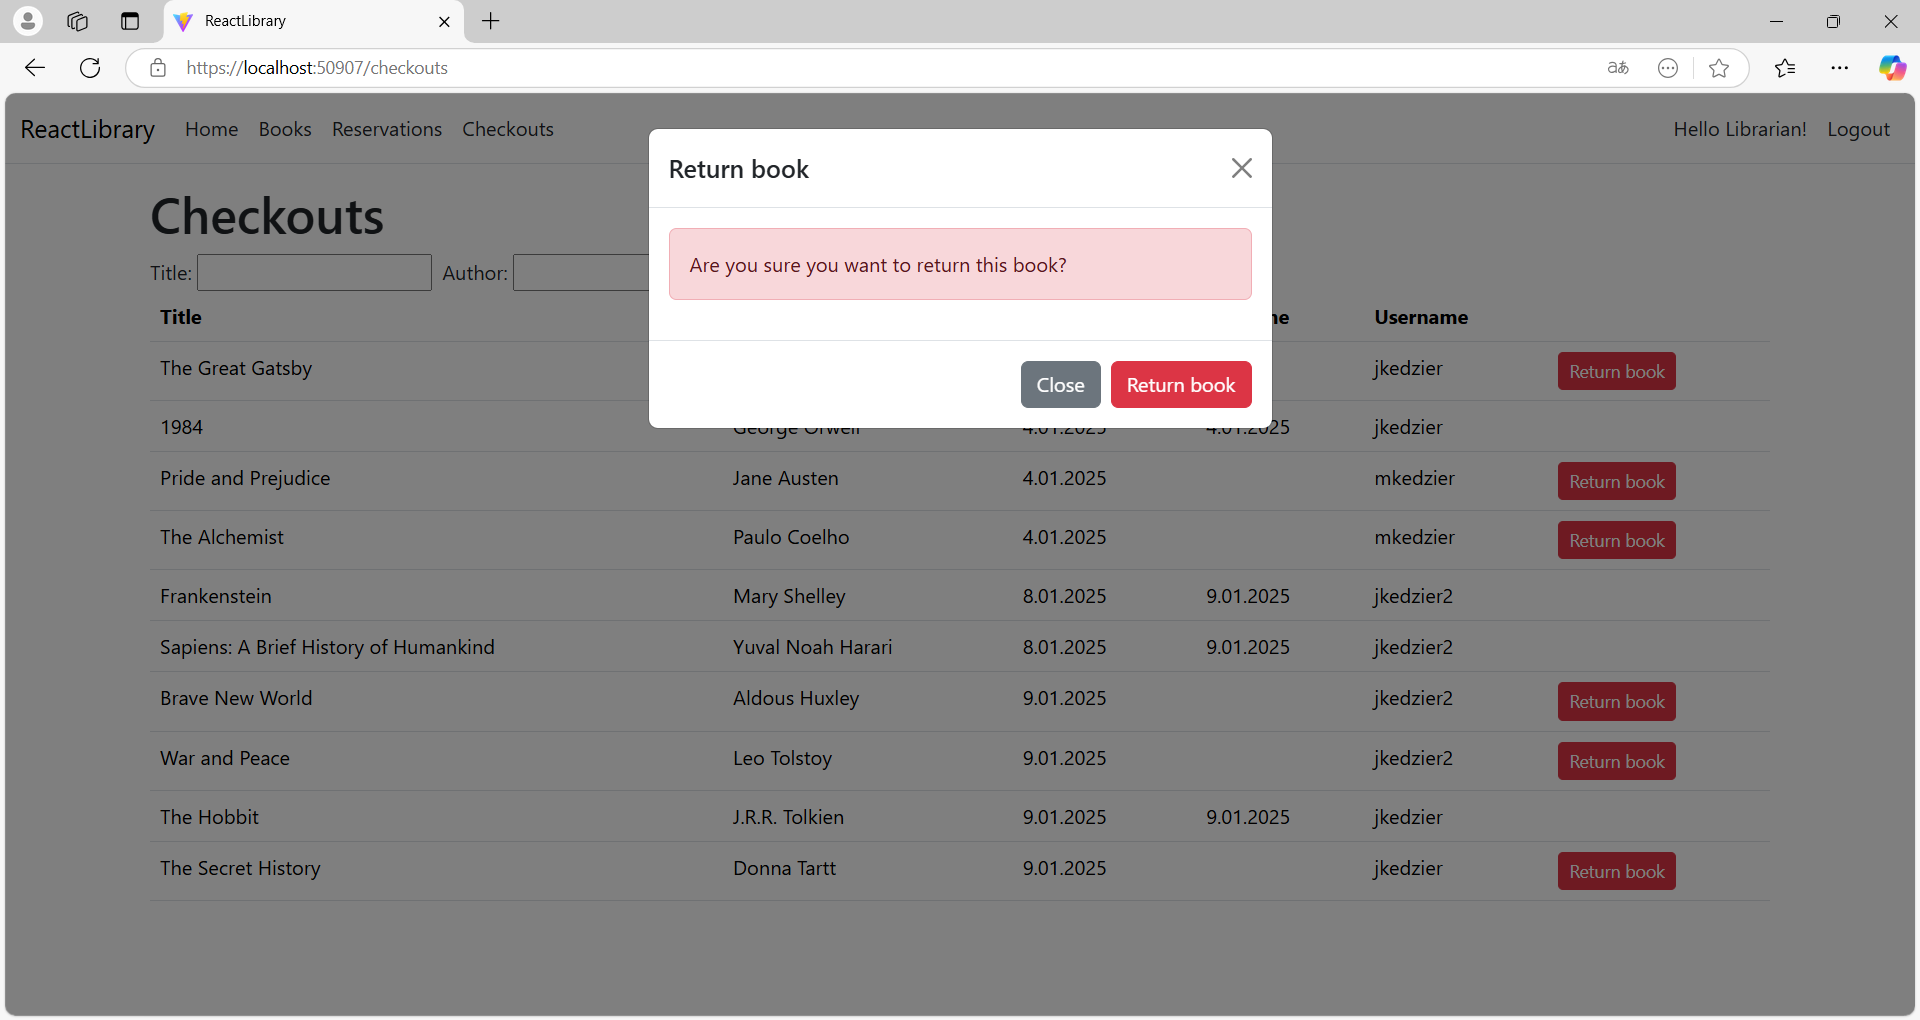 ReactLibrary
https://localhost:50907/checkouts
aあ
ReactLibrary Home Books Reservations Checkouts Hello Librarian! Logout
Return book
Checkouts
Are you sure you want to return this book?
Title: Author:
Title Username
The Great Gatsby jkedzier Return book
Close Return book
1984 George Orwell 4.01.2025 4.01.2025 jkedzier
Pride and Prejudice Jane Austen 4.01.2025 mkedzier Return book
The Alchemist Paulo Coelho 4.01.2025 mkedzier Return book
Frankenstein Mary Shelley 8.01.2025 9.01.2025 jkedzier2
Sapiens: A Brief History of Humankind Yuval Noah Harari 8.01.2025 9.01.2025 jkedzier2
Brave New World Aldous Huxley 9.01.2025 jkedzier2 Return book
War and Peace Leo Tolstoy 9.01.2025 jkedzier2 Return book
The Hobbit J.R.R. Tolkien 9.01.2025 9.01.2025 jkedzier
The Secret History Donna Tartt 9.01.2025 jkedzier Return book